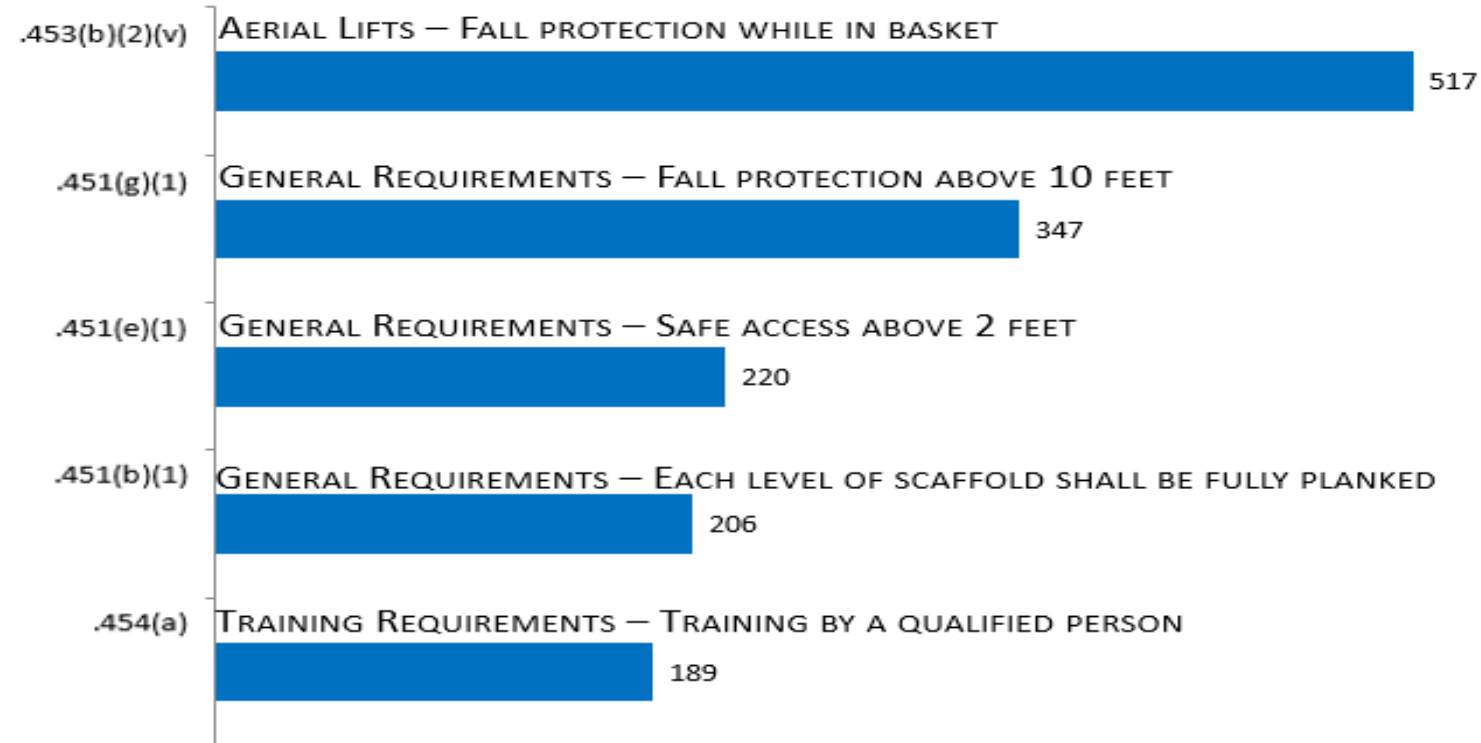 .453(b)(2)(v) AERIAL LIFTS – FALL PROTECTION WHILE IN BASKET
517
.451(g)(1) GENERAL REQUIREMENTS – FALL PROTECTION ABOVE 10 FEET
347
.451(e)(1) GENERAL REQUIREMENTS – SAFE ACCESS ABOVE 2 FEET
220
.451(b)(1) GENERAL REQUIREMENTS – EACH LEVEL OF SCAFFOLD SHALL BE FULLY PLANKED
206
.454(a) TRAINING REQUIREMENTS – TRAINING BY A QUALIFIED PERSON
189